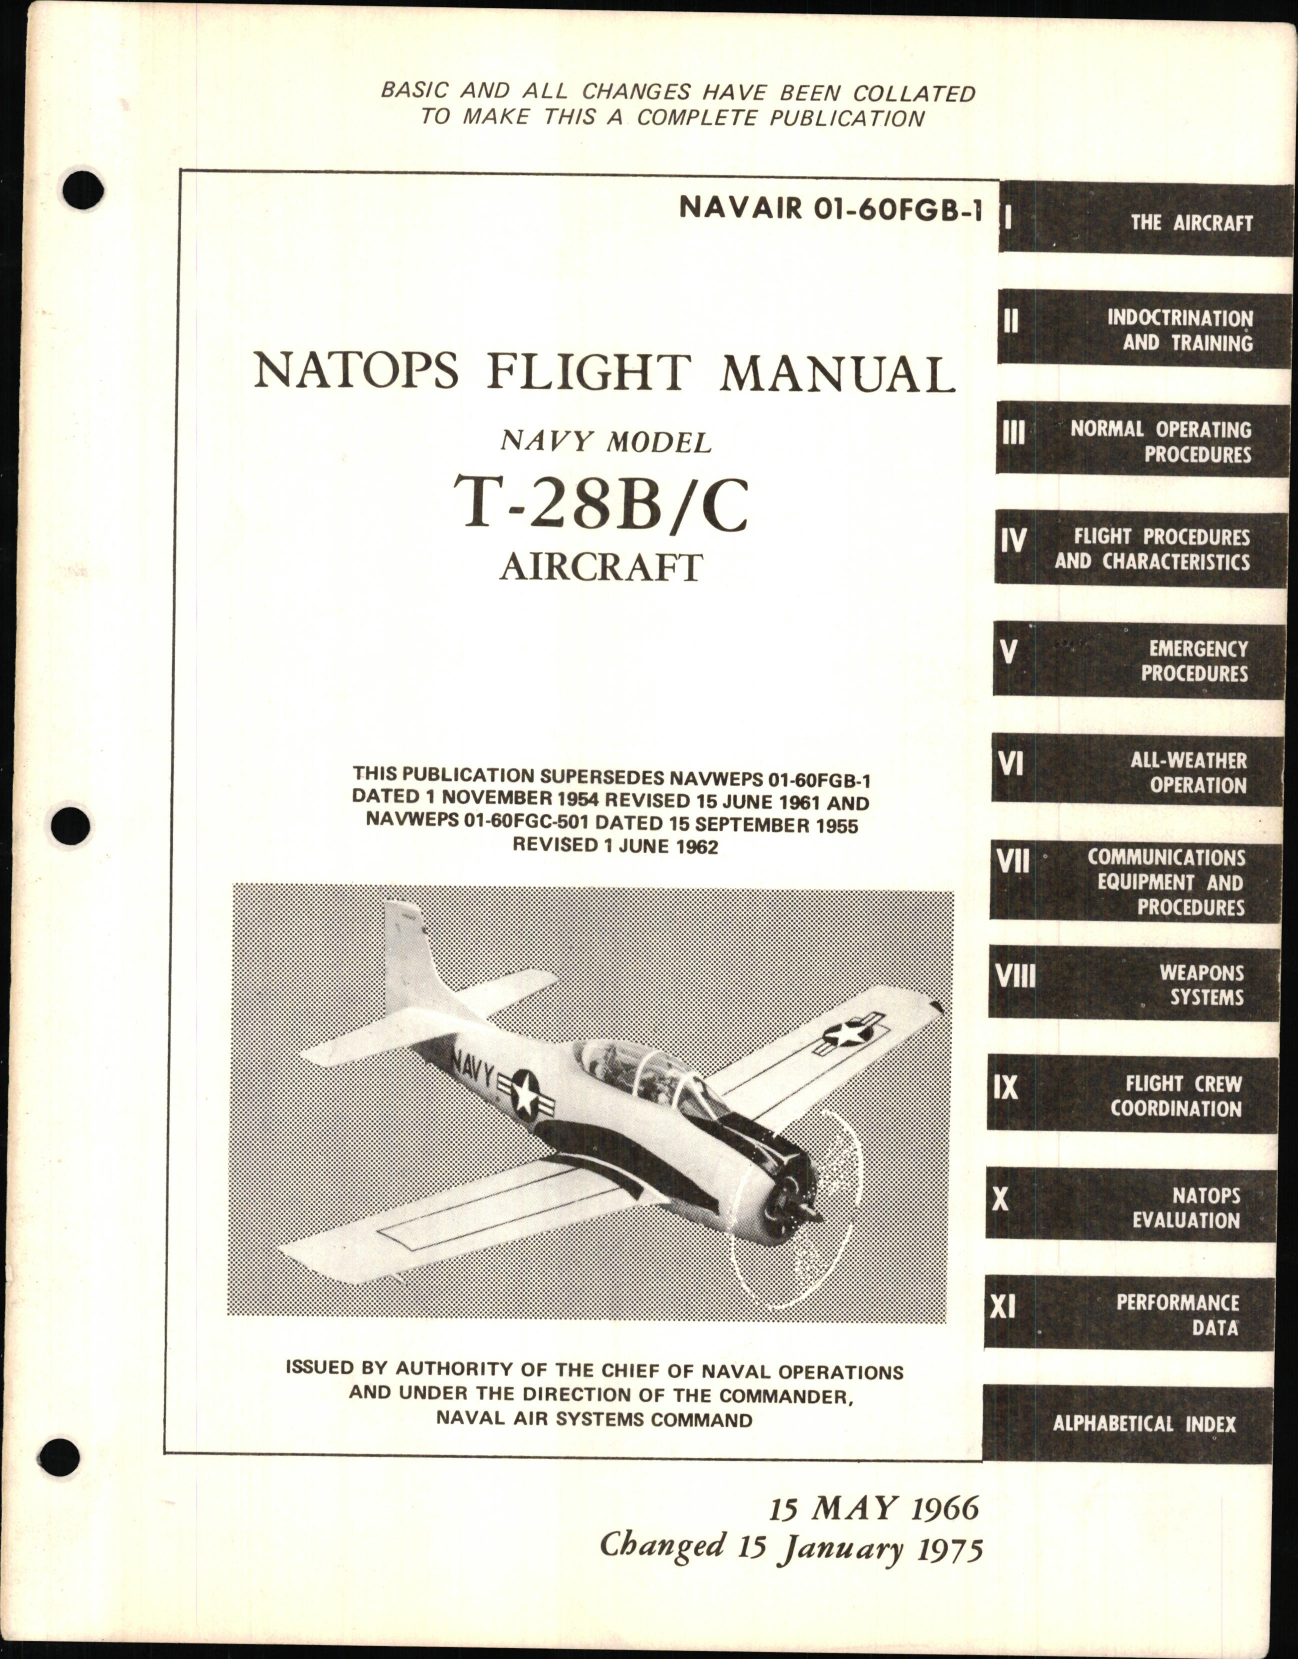 BASIC AND ALL CHANGES HAVE BEEN COLLATED
TO MAKE THIS A COMPLETE PUBLICATION
NAVAIR 01-60FGB-1
NATOPS FLIGHT MANUAL
NAVY MODEL
T-28B/C
AIRCRAFT
THIS PUBLICATION SUPERSEDES NAVWEPS 01-60FGB-1
DATED 1 NOVEMBER 1954 REVISED 15 JUNE 1961 AND
NAVWEPS 01-60FGC-501 DATED 15 SEPTEMBER 1955
REVISED 1 JUNE 1962
NAVY
ISSUED BY AUTHORITY OF THE CHIEF OF NAVAL OPERATIONS
AND UNDER THE DIRECTION OF THE COMMANDER,
NAVAL AIR SYSTEMS COMMAND
15 MAY 1966
Changed 15 January 1975
I THE AIRCRAFT
II INDOCTRINATION
AND TRAINING
III NORMAL OPERATING
PROCEDURES
IV FLIGHT PROCEDURES
AND CHARACTERISTICS
V EMERGENCY
PROCEDURES
VI ALL-WEATHER
OPERATION
VII COMMUNICATIONS
EQUIPMENT AND
PROCEDURES
VIII WEAPONS
SYSTEMS
IX FLIGHT CREW
COORDINATION
X NATOPS
EVALUATION
XI PERFORMANCE
DATA
ALPHABETICAL INDEX